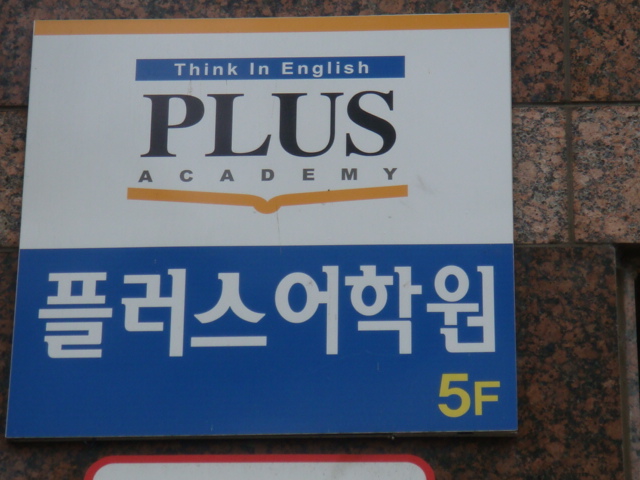 Think In English
PLUS
ACADEMY
플러스어학원
5F